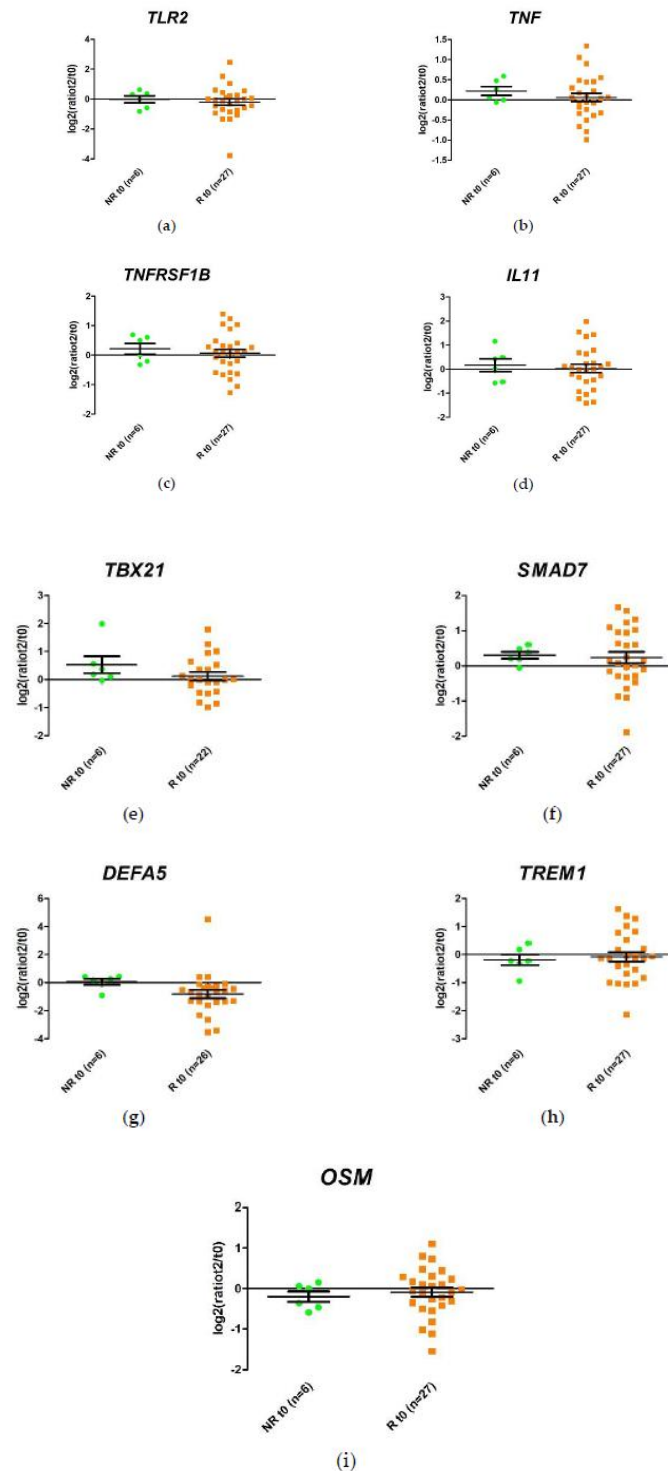 TLR2
TNF
log2(ratiot2/t0)
4
2
0
-2
-4
NR t0 (n=6)
R t0 (n=27)
log2(ratiot2/t0)
1.5
1.0
0.5
0.0
-0.5
-1.0
-1.5
NR t0 (n=6)
R t0 (n=27)
(a)
(b)
TNFRSF1B
IL11
log2(ratiot2/t0)
2
1
0
-1
-2
NR t0 (n=6)
R t0 (n=27)
log2(ratiot2/t0)
3
2
1
0
-1
-2
NR t0 (n=6)
R t0 (n=27)
(c)
(d)
TBX21
SMAD7
log2(ratiot2/t0)
3
2
1
0
-1
-2
NR t0 (n=6)
R t0 (n=22)
log2(ratiot2/t0)
2
1
0
-1
-2
NR t0 (n=6)
R t0 (n=27)
(e)
(f)
DEFA5
TREM1
log2(ratiot2/t0)
6
4
2
0
-2
-4
NR t0 (n=6)
R t0 (n=26)
log2(ratiot2/t0)
2
1
0
-1
-2
-3
NR t0 (n=6)
R t0 (n=27)
(g)
(h)
OSM
log2(ratiot2/t0)
2
1
0
-1
-2
NR t0 (n=6)
R t0 (n=27)
(i)